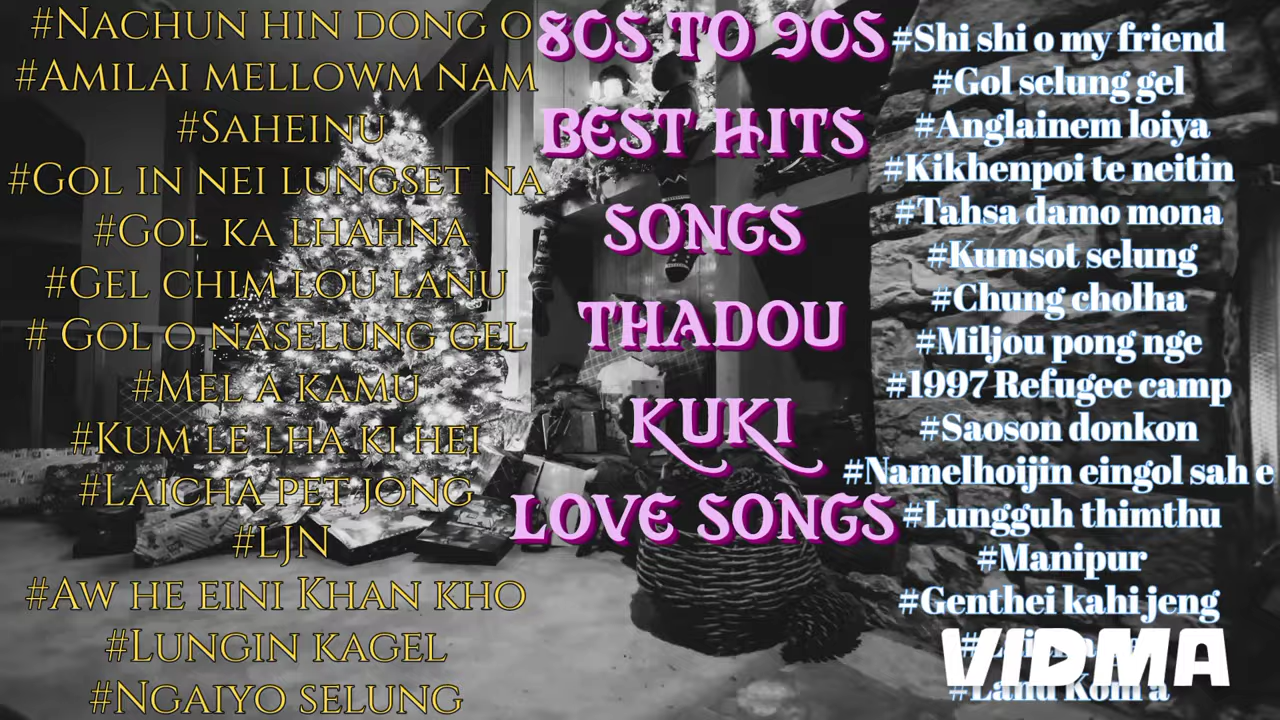 #Nachun hin dong o
#Amilai mellowm nam
#Saheinu
#Gol in nei lungset na
#Gol ka lhahna
#Gel chim lou lanu
# Gol o naselung gel
#Mel a kamu
#Kum le lha ki hei
#Laicha pet jong
#LJN
#Aw he eini Khan kho
#Lungin kagel
#Ngaiyo selung
80s to 90s
Best Hits
Songs
Thadou
Kuki
Love Songs
#Shi shi o my friend
#Gol selung gel
#Anglainem loiya
#Kikhenpoi te neitin
#Tahsa damo mona
#Kumsot selung
#Chung cholha
#Miljou pong nge
#1997 Refugee camp
#Saoson donkon
#Namelhoijin eingol sah e
#Lungguh thimthu
#Manipur
#Genthei kahi jeng
#Lanu
VIDMA